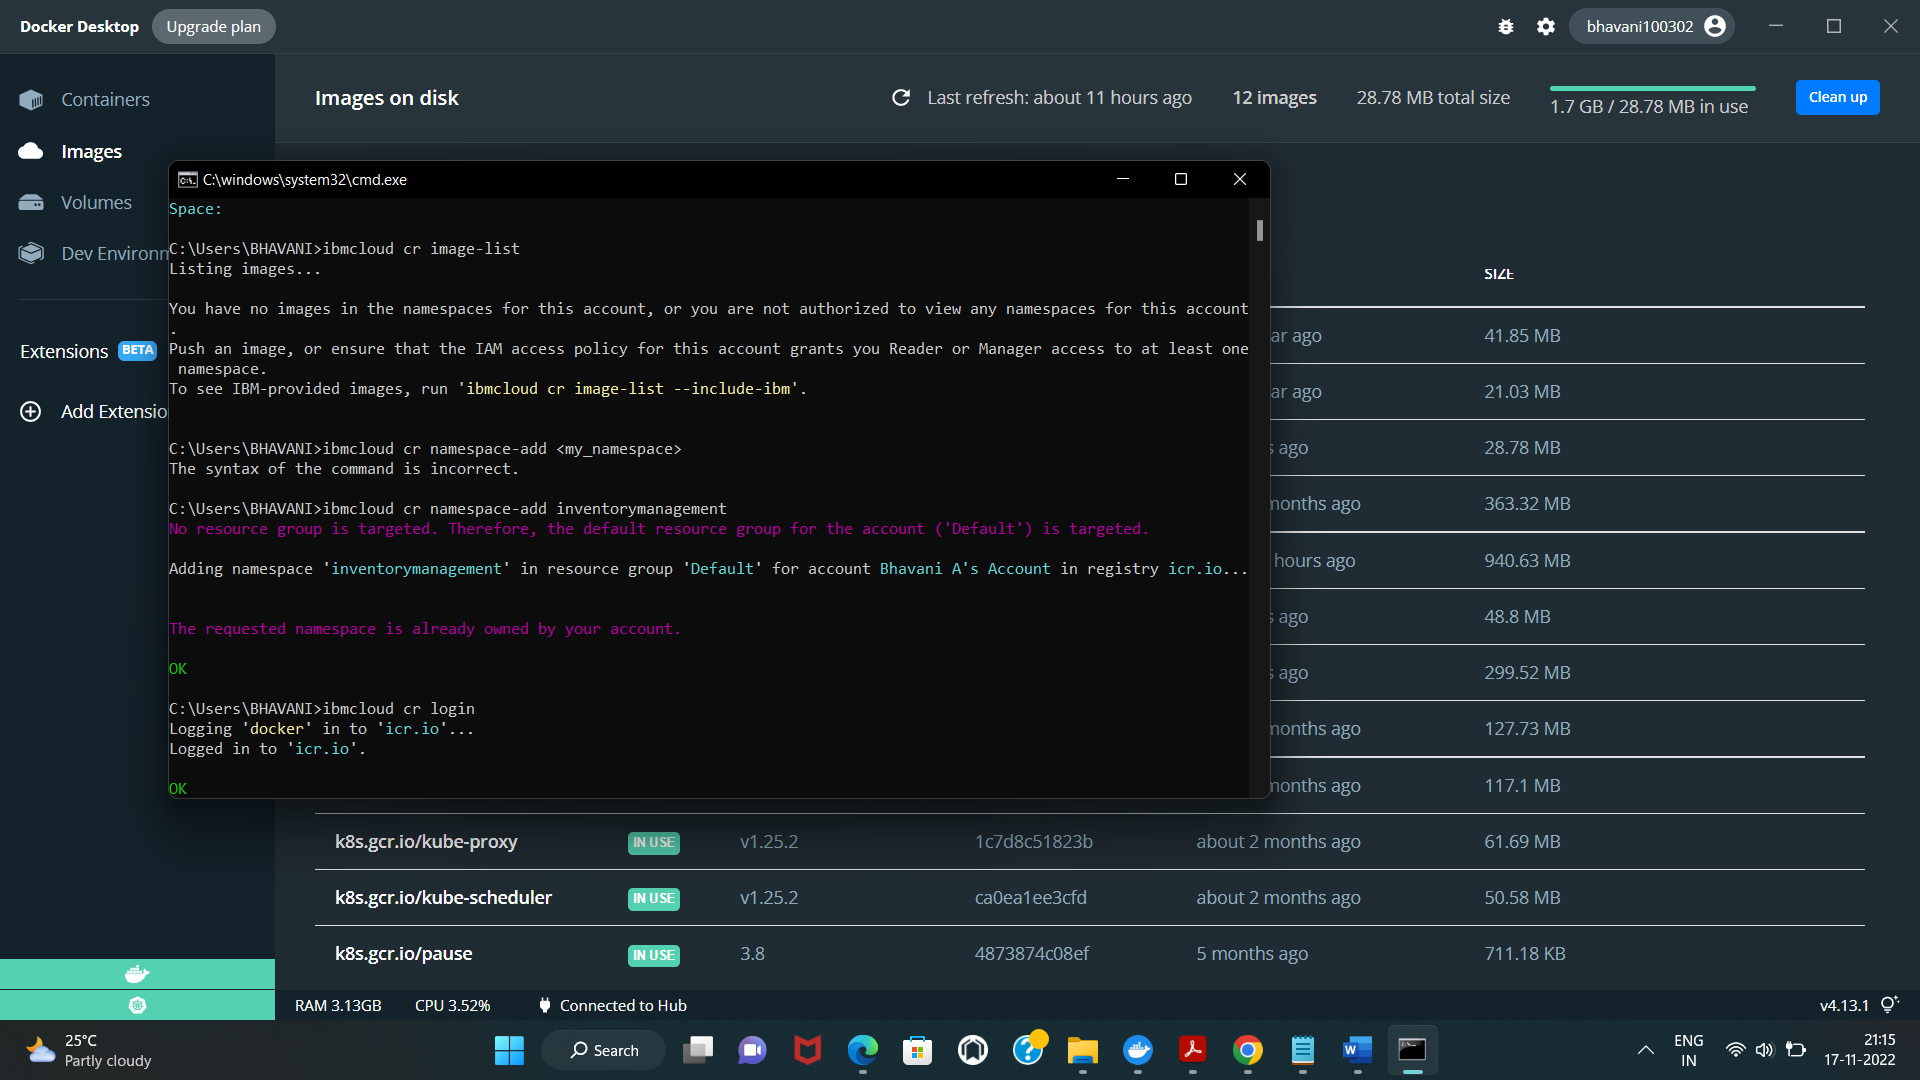 Docker Desktop
Upgrade plan
bhavani100302
Containers
Images
Volumes
Dev Environn
Extensions
BETA
Add Extensio
Images on disk
Last refresh: about 11 hours ago
12 images
28.78 MB total size
1.7 GB / 28.78 MB in use
Clean up
C:\windows\system32\cmd.exe
Space:
C:\Users\BHAVANI>ibmcloud cr image-list
Listing images...
You have no images in the namespaces for this account, or you are not authorized to view any namespaces for this account
.
Push an image, or ensure that the IAM access policy for this account grants you Reader or Manager access to at least one
namespace.
To see IBM-provided images, run 'ibmcloud cr image-list --include-ibm'.
C:\Users\BHAVANI>ibmcloud cr namespace-add <my_namespace>
The syntax of the command is incorrect.
C:\Users\BHAVANI>ibmcloud cr namespace-add inventorymanagement
No resource group is targeted. Therefore, the default resource group for the account ('Default') is targeted.
Adding namespace 'inventorymanagement' in resource group 'Default' for account Bhavani A's Account in registry icr.io...
The requested namespace is already owned by your account.
OK
C:\Users\BHAVANI>ibmcloud cr login
Logging 'docker' in to 'icr.io'...
Logged in to 'icr.io'.
OK
SIZE
ar ago 41.85 MB
ar ago 21.03 MB
s ago 28.78 MB
months ago 363.32 MB
hours ago 940.63 MB
s ago 48.8 MB
s ago 299.52 MB
months ago 127.73 MB
months ago 117.1 MB
k8s.gcr.io/kube-proxy IN USE v1.25.2 1c7d8c51823b about 2 months ago 61.69 MB
k8s.gcr.io/kube-scheduler IN USE v1.25.2 ca0ea1ee3cfd about 2 months ago 50.58 MB
k8s.gcr.io/pause IN USE 3.8 4873874c08ef 5 months ago 711.18 KB
RAM 3.13GB CPU 3.52% Connected to Hub v4.13.1
25°C
Partly cloudy
Search
ENG
IN
21:15
17-11-2022